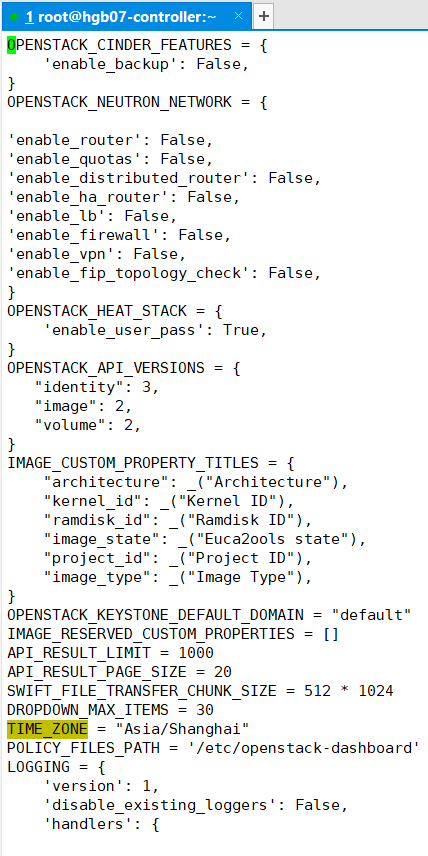 1 root@hgb07-controller:~ × +
OPENSTACK_CINDER_FEATURES = {
    'enable_backup': False,
}
OPENSTACK_NEUTRON_NETWORK = {

'enable_router': False,
'enable_quotas': False,
'enable_distributed_router': False,
'enable_ha_router': False,
'enable_lb': False,
'enable_firewall': False,
'enable_vpn': False,
'enable_fip_topology_check': False,
}
OPENSTACK_HEAT_STACK = {
    'enable_user_pass': True,
}
OPENSTACK_API_VERSIONS = {
   "identity": 3,
   "image": 2,
   "volume": 2,
}
IMAGE_CUSTOM_PROPERTY_TITLES = {
    "architecture": _("Architecture"),
    "kernel_id": _("Kernel ID"),
    "ramdisk_id": _("Ramdisk ID"),
    "image_state": _("Euca2ools state"),
    "project_id": _("Project ID"),
    "image_type": _("Image Type"),
}
OPENSTACK_KEYSTONE_DEFAULT_DOMAIN = "default"
IMAGE_RESERVED_CUSTOM_PROPERTIES = []
API_RESULT_LIMIT = 1000
API_RESULT_PAGE_SIZE = 20
SWIFT_FILE_TRANSFER_CHUNK_SIZE = 512 * 1024
DROPDOWN_MAX_ITEMS = 30
TIME_ZONE = "Asia/Shanghai"
POLICY_FILES_PATH = '/etc/openstack-dashboard'
LOGGING = {
    'version': 1,
    'disable_existing_loggers': False,
    'handlers': {